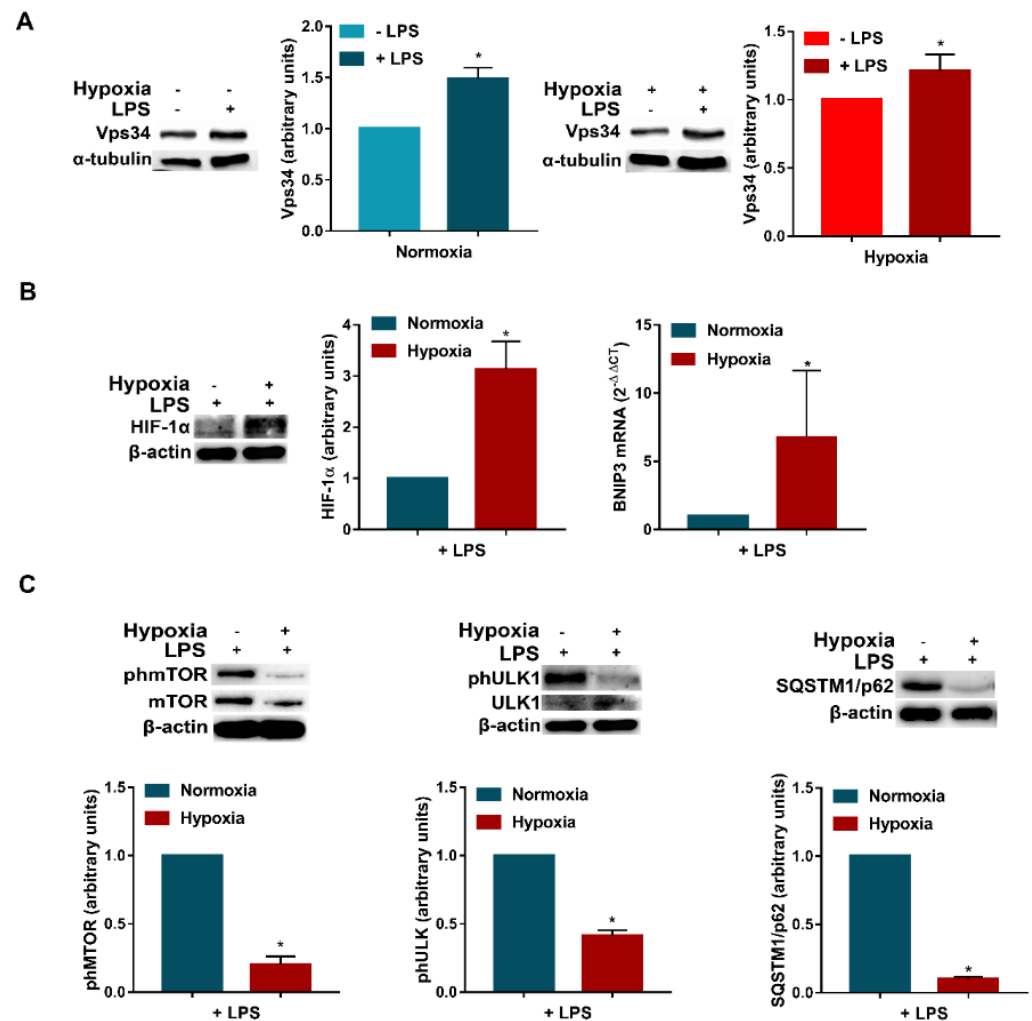 A
Hypoxia - -
LPS - +
Vps34
α-tubulin
Vps34 (arbitrary units)
2.0
1.5
1.0
0.5
0.0
- LPS
+ LPS
*
Normoxia
Hypoxia + +
LPS - +
Vps34
α-tubulin
Vps34 (arbitrary units)
1.5
1.0
0.5
0.0
- LPS
+ LPS
*
Hypoxia
B
Hypoxia - +
LPS + +
HIF-1α
β-actin
HIF-1α (arbitrary units)
4
3
2
1
0
Normoxia
Hypoxia
*
+ LPS
BNIP3 mRNA (2^-Δ ΔCT)
15
10
5
0
Normoxia
Hypoxia
*
+ LPS
C
Hypoxia - +
LPS + +
phmTOR
mTOR
β-actin
phMTOR (arbitrary units)
1.5
1.0
0.5
0.0
Normoxia
Hypoxia
*
+ LPS
Hypoxia - +
LPS + +
phULK1
ULK1
β-actin
phULK (arbitrary units)
1.5
1.0
0.5
0.0
Normoxia
Hypoxia
*
+ LPS
Hypoxia - +
LPS + +
SQSTM1/p62
β-actin
SQSTM1/p62 (arbitrary units)
1.5
1.0
0.5
0.0
Normoxia
Hypoxia
*
+ LPS